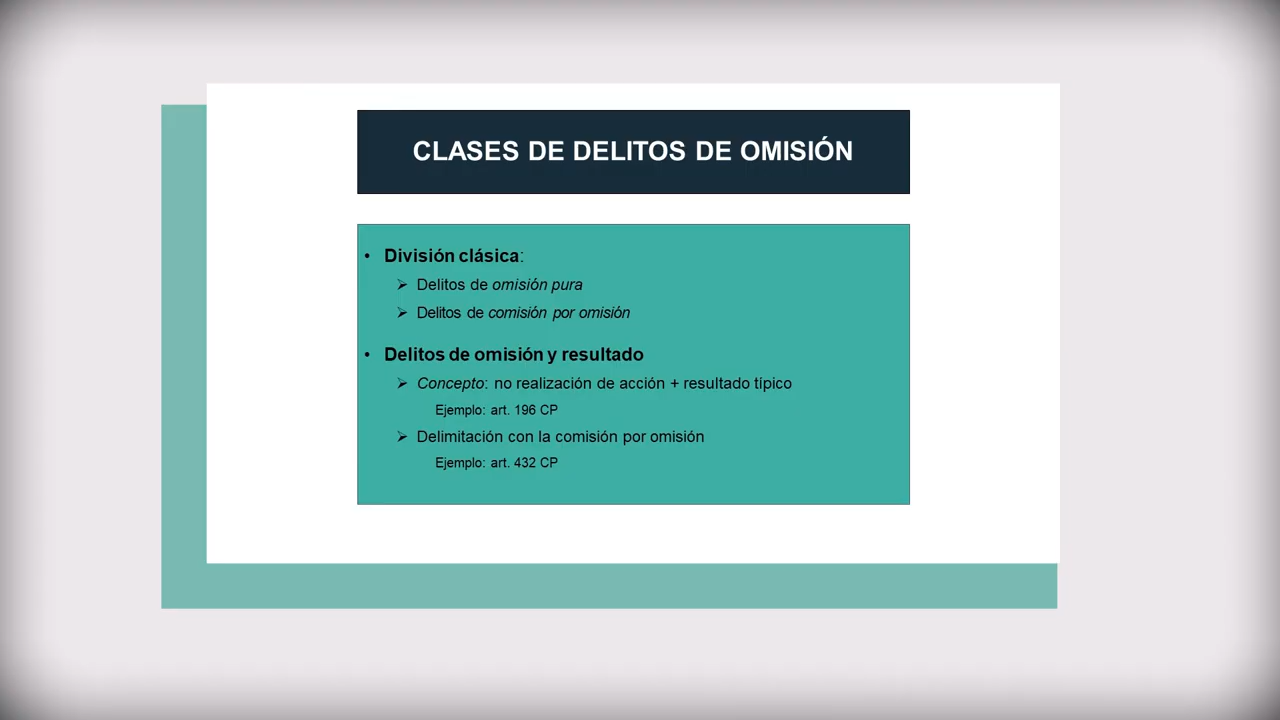 CLASES DE DELITOS DE OMISIÓN
• División clásica:
➢ Delitos de omisión pura
➢ Delitos de comisión por omisión
• Delitos de omisión y resultado
➢ Concepto: no realización de acción + resultado típico
Ejemplo: art. 196 CP
➢ Delimitación con la comisión por omisión
Ejemplo: art. 432 CP